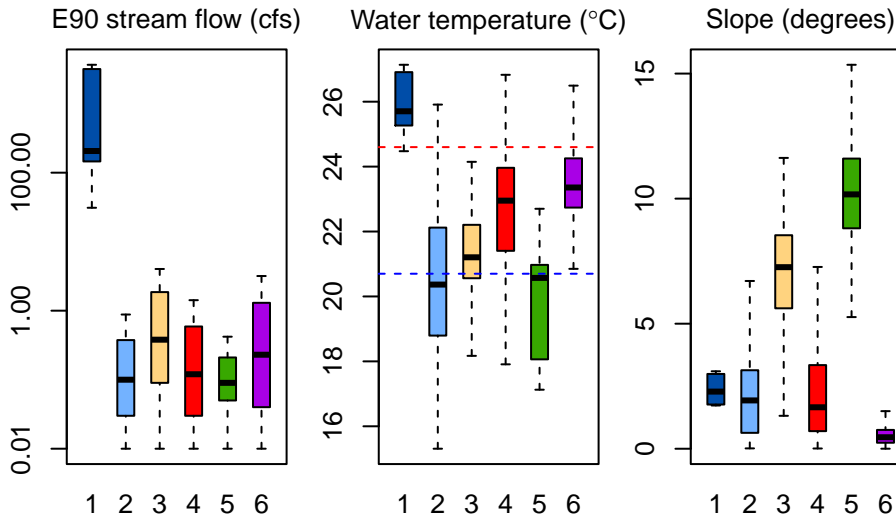 E90 stream flow (cfs)
100.00
1.00
0.01
1 2 3 4 5 6
Water temperature (°C)
26
24
22
20
18
16
1 2 3 4 5 6
Slope (degrees)
15
10
5
0
1 2 3 4 5 6